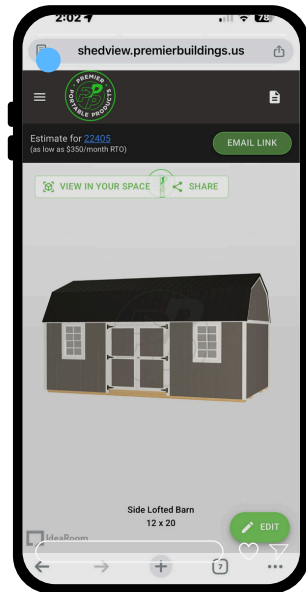 2:02
78
shedview.premierbuildings.us
PREMIER
PORTABLE PRODUCTS
Estimate for 22405
(as low as $350/month RTO)
EMAIL LINK
VIEW IN YOUR SPACE
SHARE
Side Lofted Barn
12 x 20
EDIT
IdeaRoom
7